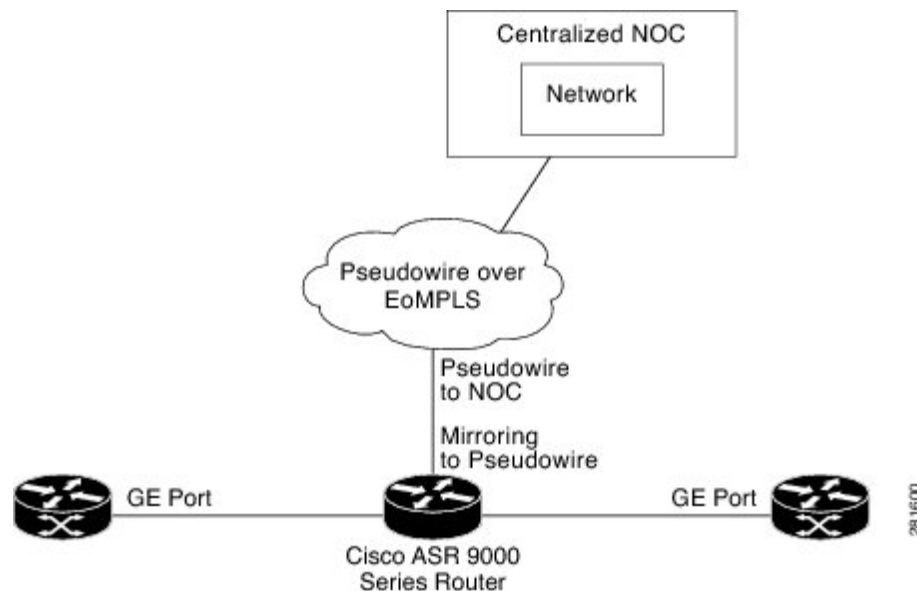 Centralized NOC
Network
Pseudowire over
EoMPLS
Pseudowire
to NOC
Mirroring
to Pseudowire
GE Port
GE Port
Cisco ASR 9000
Series Router
281600